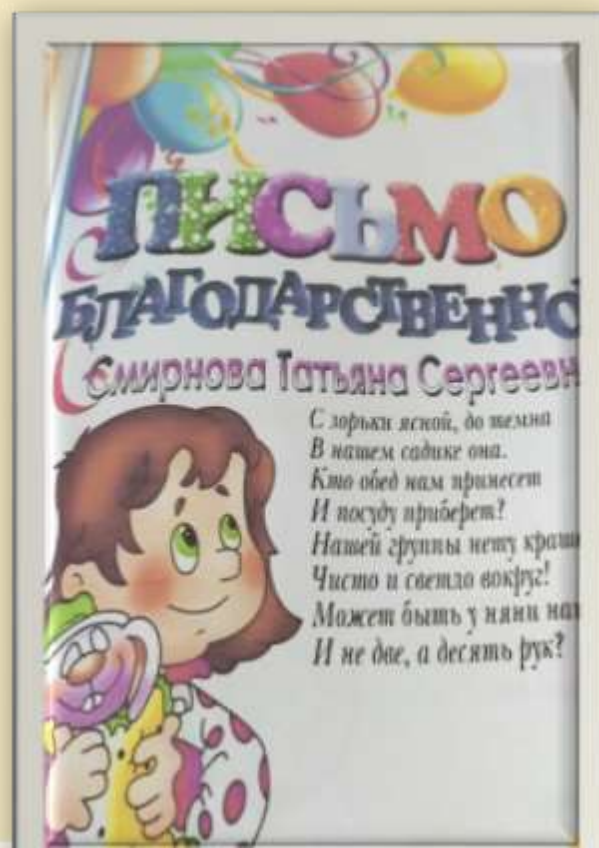 ПИСЬМО
БЛАГОДАРСТВЕННО
Смирнова Татьяна Сергеевн
С зорьки ясной, до темна
В нашем садике она.
Кто обед нам принесет
И посуду приберет?
Нашей группы нету краше
Чисто и светло вокруг!
Может быть у няни наш
И не две, а десять рук?